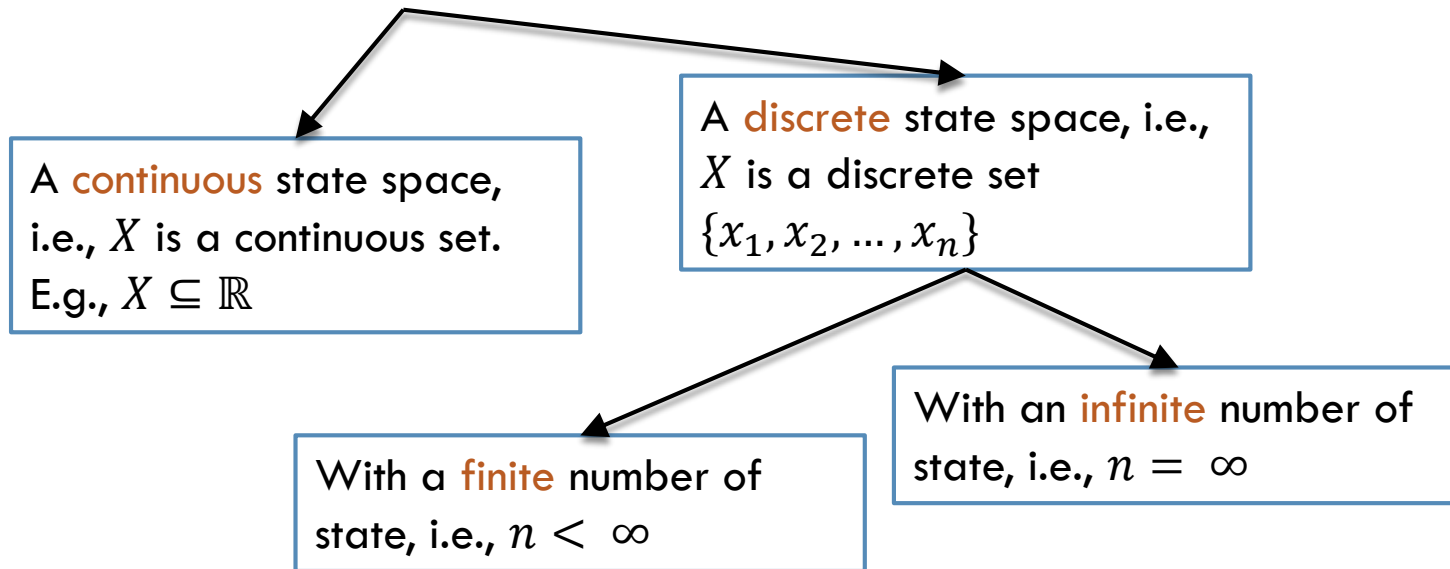 A continuous state space,
i.e., 𝑋 is a continuous set.
E.g., 𝑋 ⊆ ℝ
A discrete state space, i.e.,
𝑋 is a discrete set
{𝑥₁, 𝑥₂, … , 𝑥ₙ}
With a finite number of
state, i.e., 𝑛 < ∞
With an infinite number of
state, i.e., 𝑛 = ∞